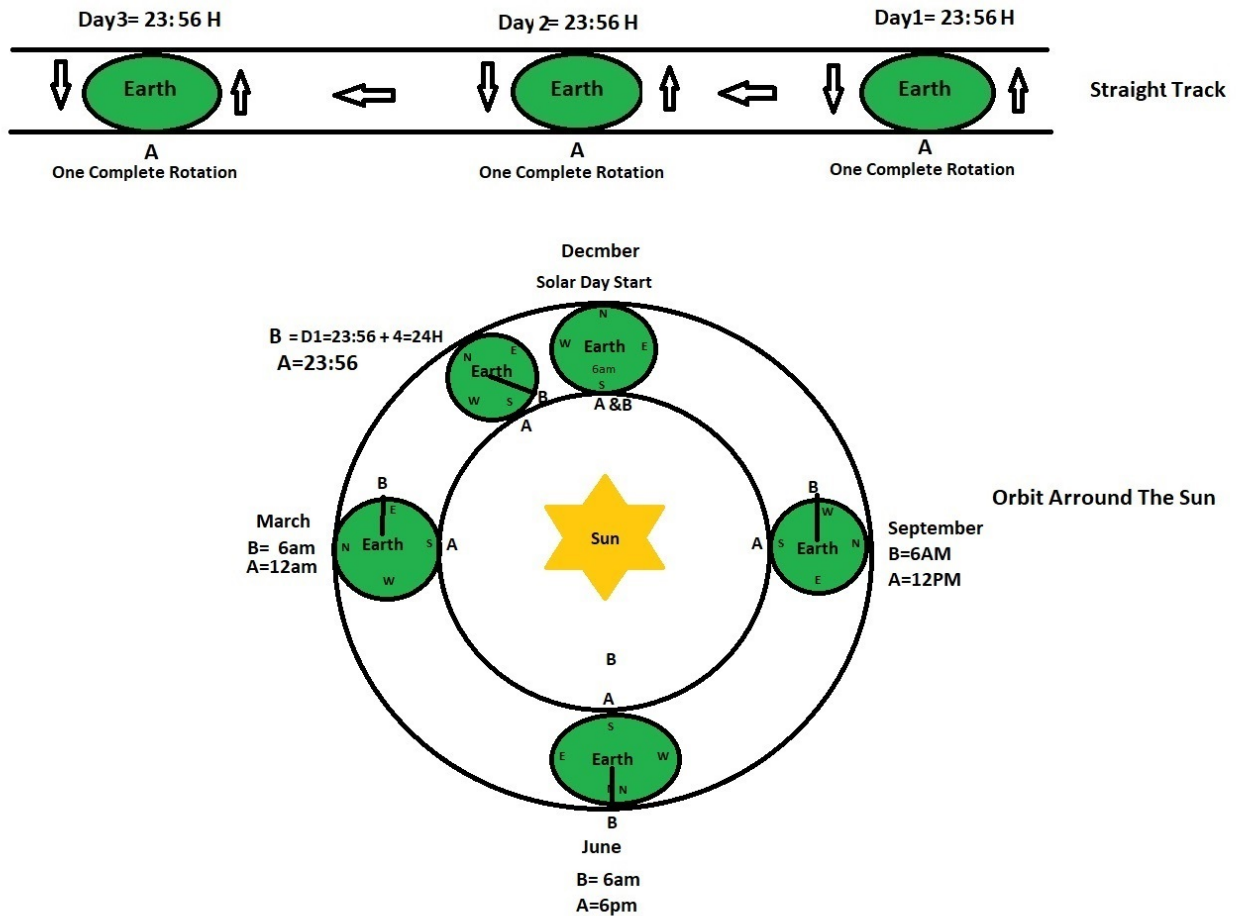 Day3= 23:56 H
Day 2= 23:56 H
Day1= 23:56 H
Earth
Earth
Earth
Straight Track
A
A
A
One Complete Rotation
One Complete Rotation
One Complete Rotation
Decmber
Solar Day Start
B = D1=23:56 + 4=24H
A=23:56
N
E
Earth
W
S
B
A
N
W
Earth
E
6am
S
A &B
Orbit Arround The Sun
March
B= 6am
A=12am
B
E
N
Earth
S
W
A
Sun
A
B
W
S
Earth
N
E
September
B=6AM
A=12PM
B
A
S
E
W
Earth
N
B
June
B= 6am
A=6pm